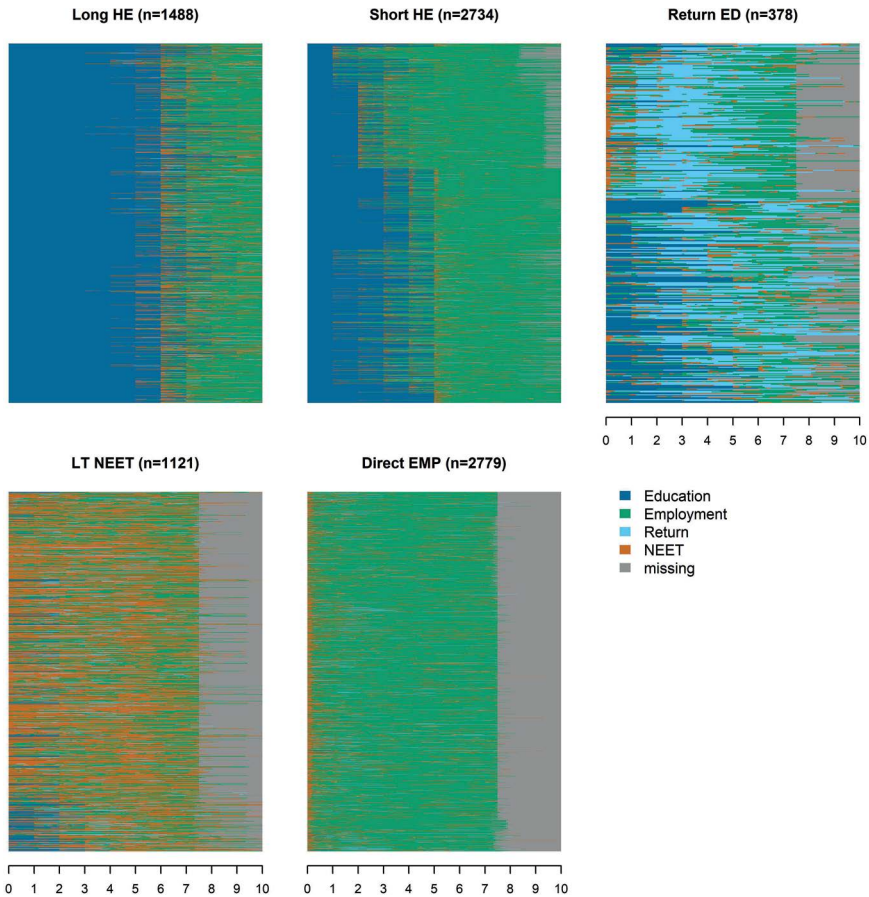 Long HE (n=1488)
Short HE (n=2734)
Return ED (n=378)
0 1 2 3 4 5 6 7 8 9 10
LT NEET (n=1121)
Direct EMP (n=2779)
Education
Employment
Return
NEET
missing
0 1 2 3 4 5 6 7 8 9 10
0 1 2 3 4 5 6 7 8 9 10